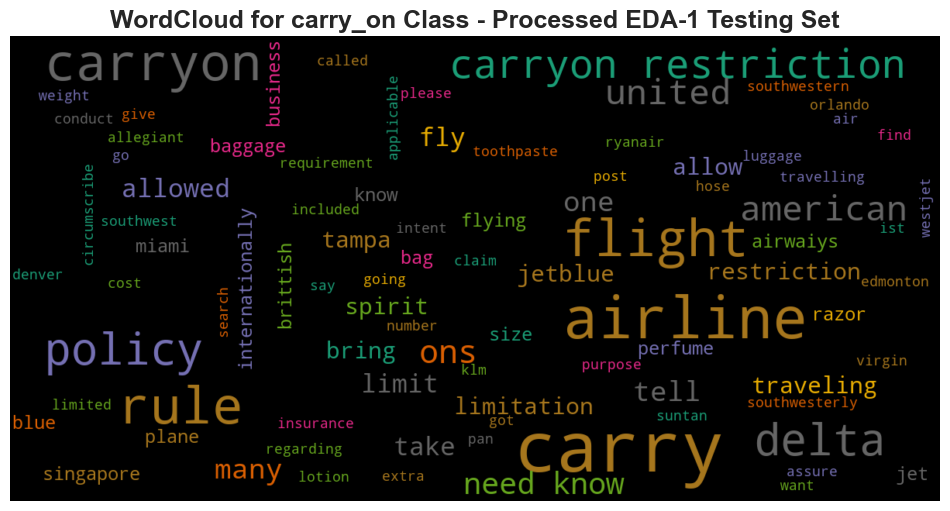 WordCloud for carry_on Class - Processed EDA-1 Testing Set
carryon
business
called
carryon restriction
weight
please
united
southwestern
orlando
conduct
give
applicable
air
allegiant
baggage
fly
toothpaste
ryanair
find
go
requirement
allow
luggage
circumscribe
allowed
know
post
hose
travelling
westjet
southwest
included
flying
one
american
miami
internationally
brittish
tampa
intent
flight
airwaiys
ist
denver
cost
bag
claim
jetblue
restriction
edmonton
search
say
going
spirit
number
airline
razor
policy
bring
ons
size
perfume
klm
purpose
virgin
limit
tell
traveling
blue
limited
rule
insurance
limitation
got
suntan
southwesterly
plane
regarding
take
pan
carry
delta
singapore
many
lotion
extra
need know
assure
want
jet